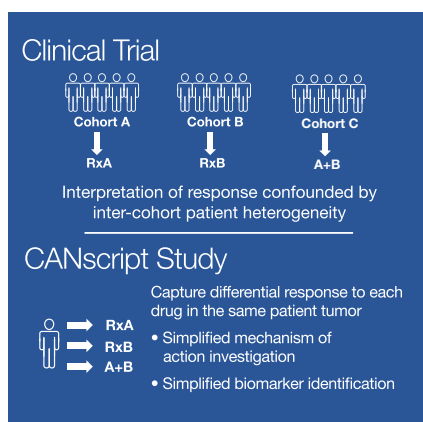 Clinical Trial
Cohort A
Cohort B
Cohort C
RxA
RxB
A+B
Interpretation of response confounded by
inter-cohort patient heterogeneity
CANscript Study
RxA
RxB
A+B
Capture differential response to each
drug in the same patient tumor
• Simplified mechanism of
action investigation
• Simplified biomarker identification